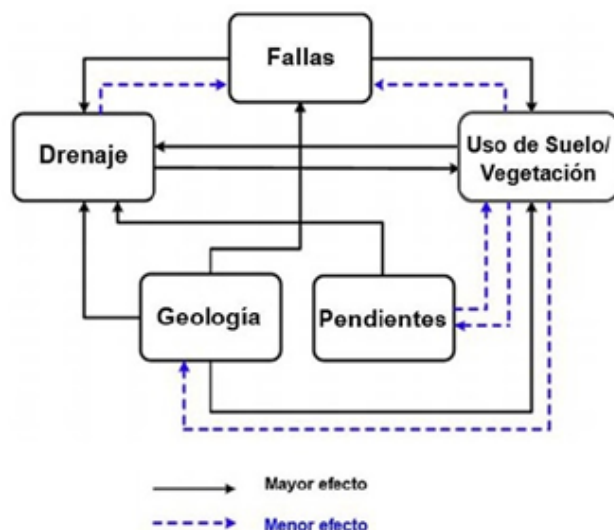 Fallas
Drenaje
Uso de Suelo/
Vegetación
Geología
Pendientes
Mayor efecto
Menor efecto